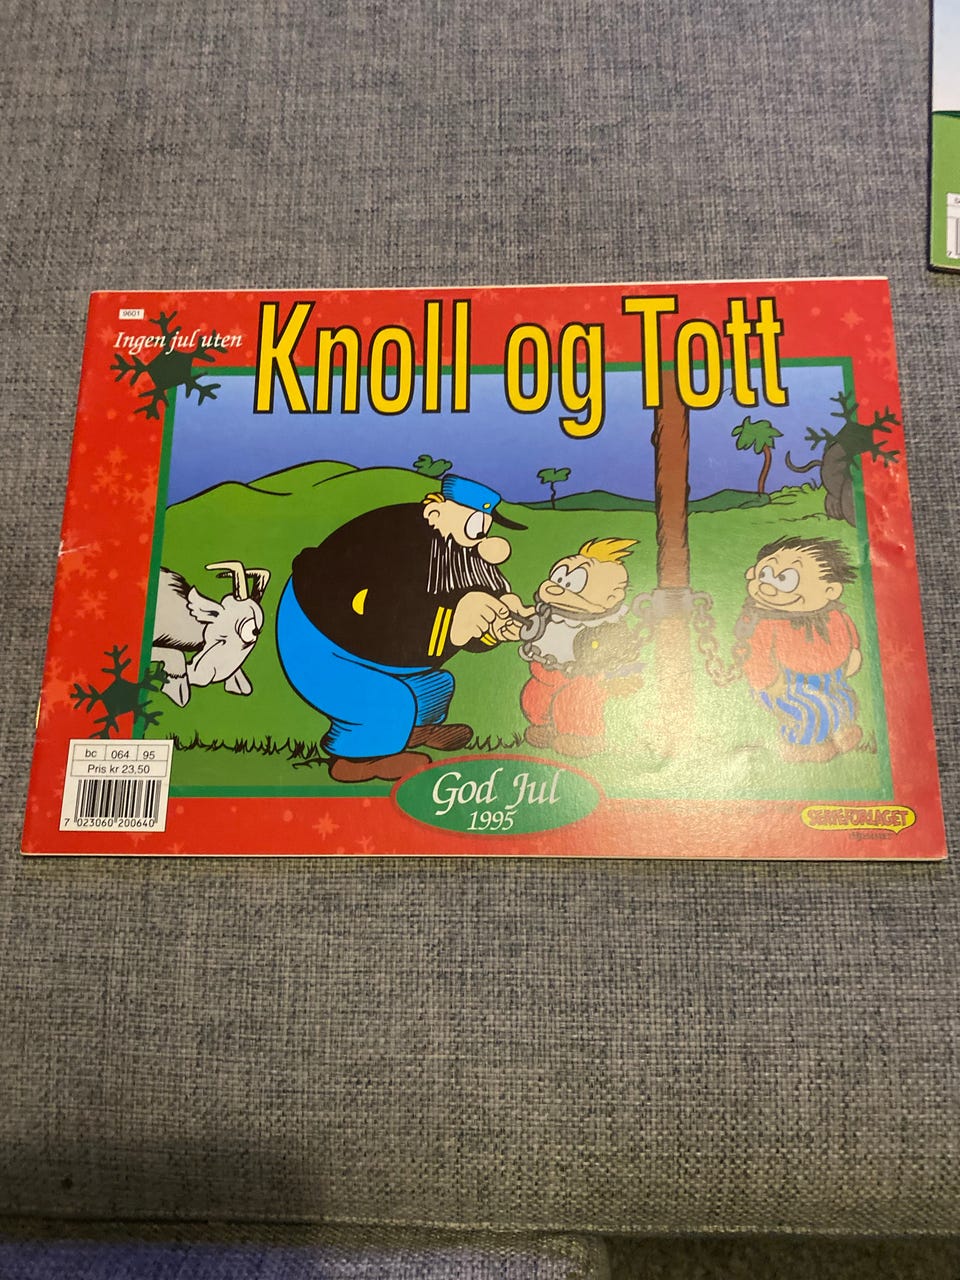 9601
Ingen jul uten
Knoll og Tott
bc 064 95
Pris kr 23,50
7 023060 200640
God Jul
1995
SERIEFORLAGET